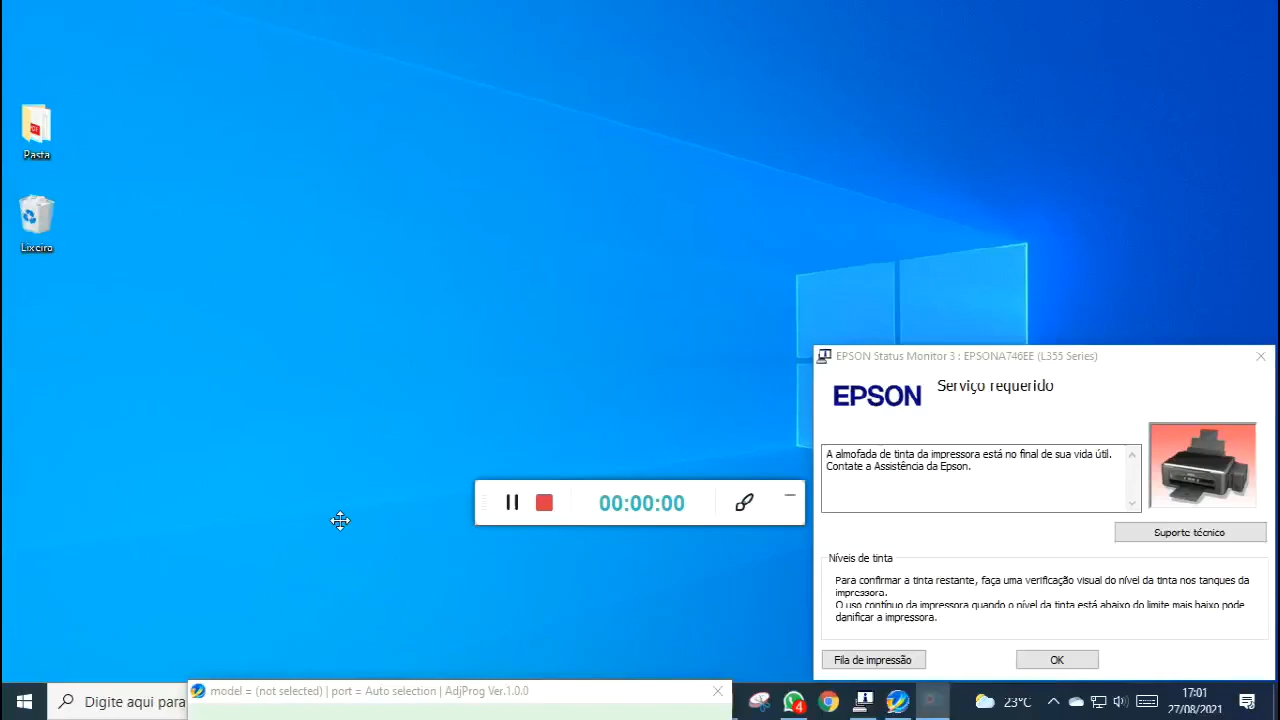 Pasta
Lixeira
EPSON Status Monitor 3 : EPSONA746EE (L355 Series)
EPSON
Serviço requerido
A almofada de tinta da impressora está no final de sua vida útil.
Contate a Assistência da Epson.
00:00:00
Suporte técnico
Níveis de tinta
Para confirmar a tinta restante, faça uma verificação visual do nível da tinta nos tanques da
impressora.
O uso contínuo da impressora quando o nível da tinta está abaixo do limite mais baixo pode
danificar a impressora.
Fila de impressão
OK
model = (not selected) | port = Auto selection | AdjProg Ver.1.0.0
Digite aqui para
4
23°C
17:01
27/08/2021